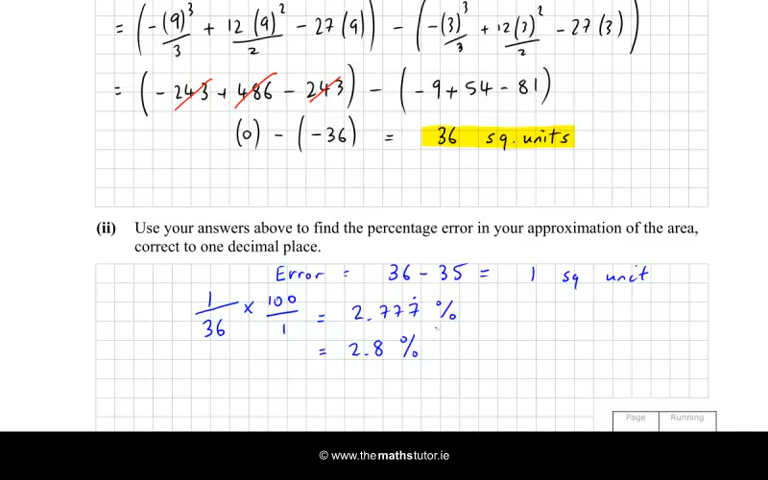 = (-(9)³/3 + 12(9)²/2 - 27(9)) - (-(3)³/3 + 12(3)²/2 - 27(3))
= (-243 + 486 - 243) - (-9 + 54 - 81)
(0) - (-36) = 36 sq. units
(ii) Use your answers above to find the percentage error in your approximation of the area,
correct to one decimal place.
Error = 36 - 35 = 1 sq unit
1/36 × 100/1 = 2.777̇ %
= 2.8 %
Page Running
© www.themathstutor.ie